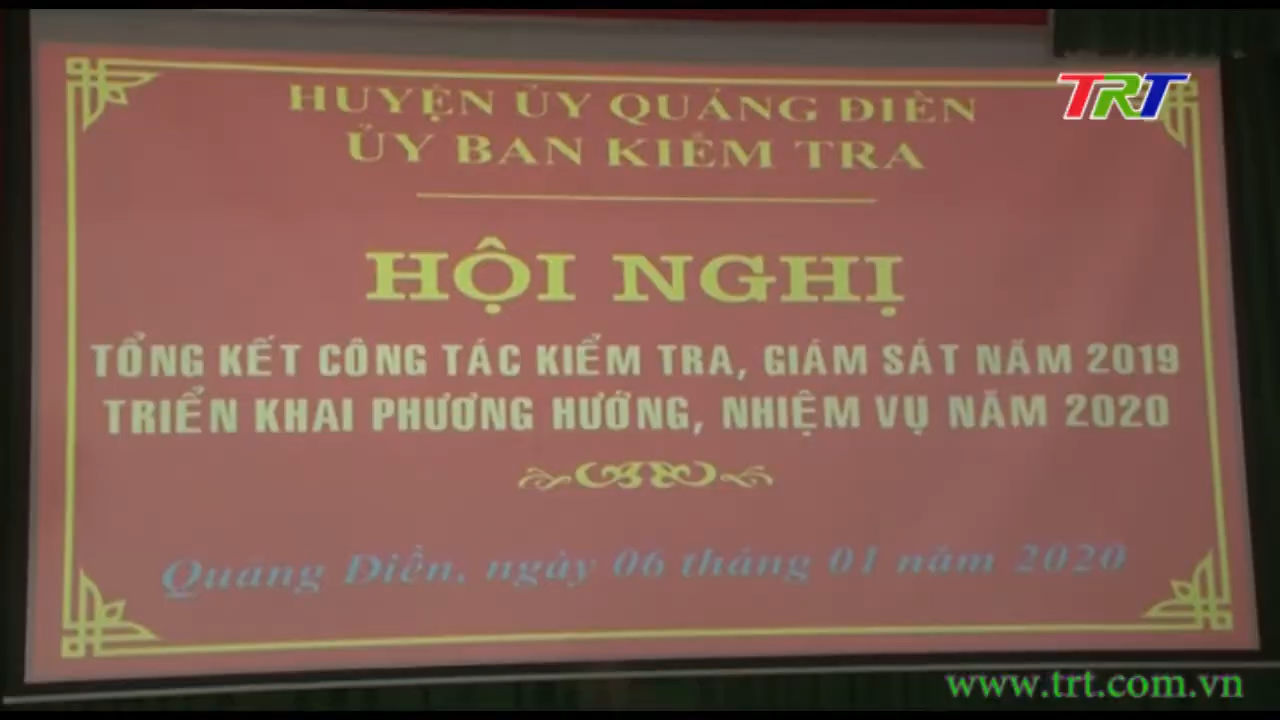 TRT
HUYỆN ỦY QUẢNG ĐIỀN
ỦY BAN KIỂM TRA
HỘI NGHỊ
TỔNG KẾT CÔNG TÁC KIỂM TRA, GIÁM SÁT NĂM 2019
TRIỂN KHAI PHƯƠNG HƯỚNG, NHIỆM VỤ NĂM 2020
Quảng Điền, ngày 06 tháng 01 năm 2020
www.trt.com.vn